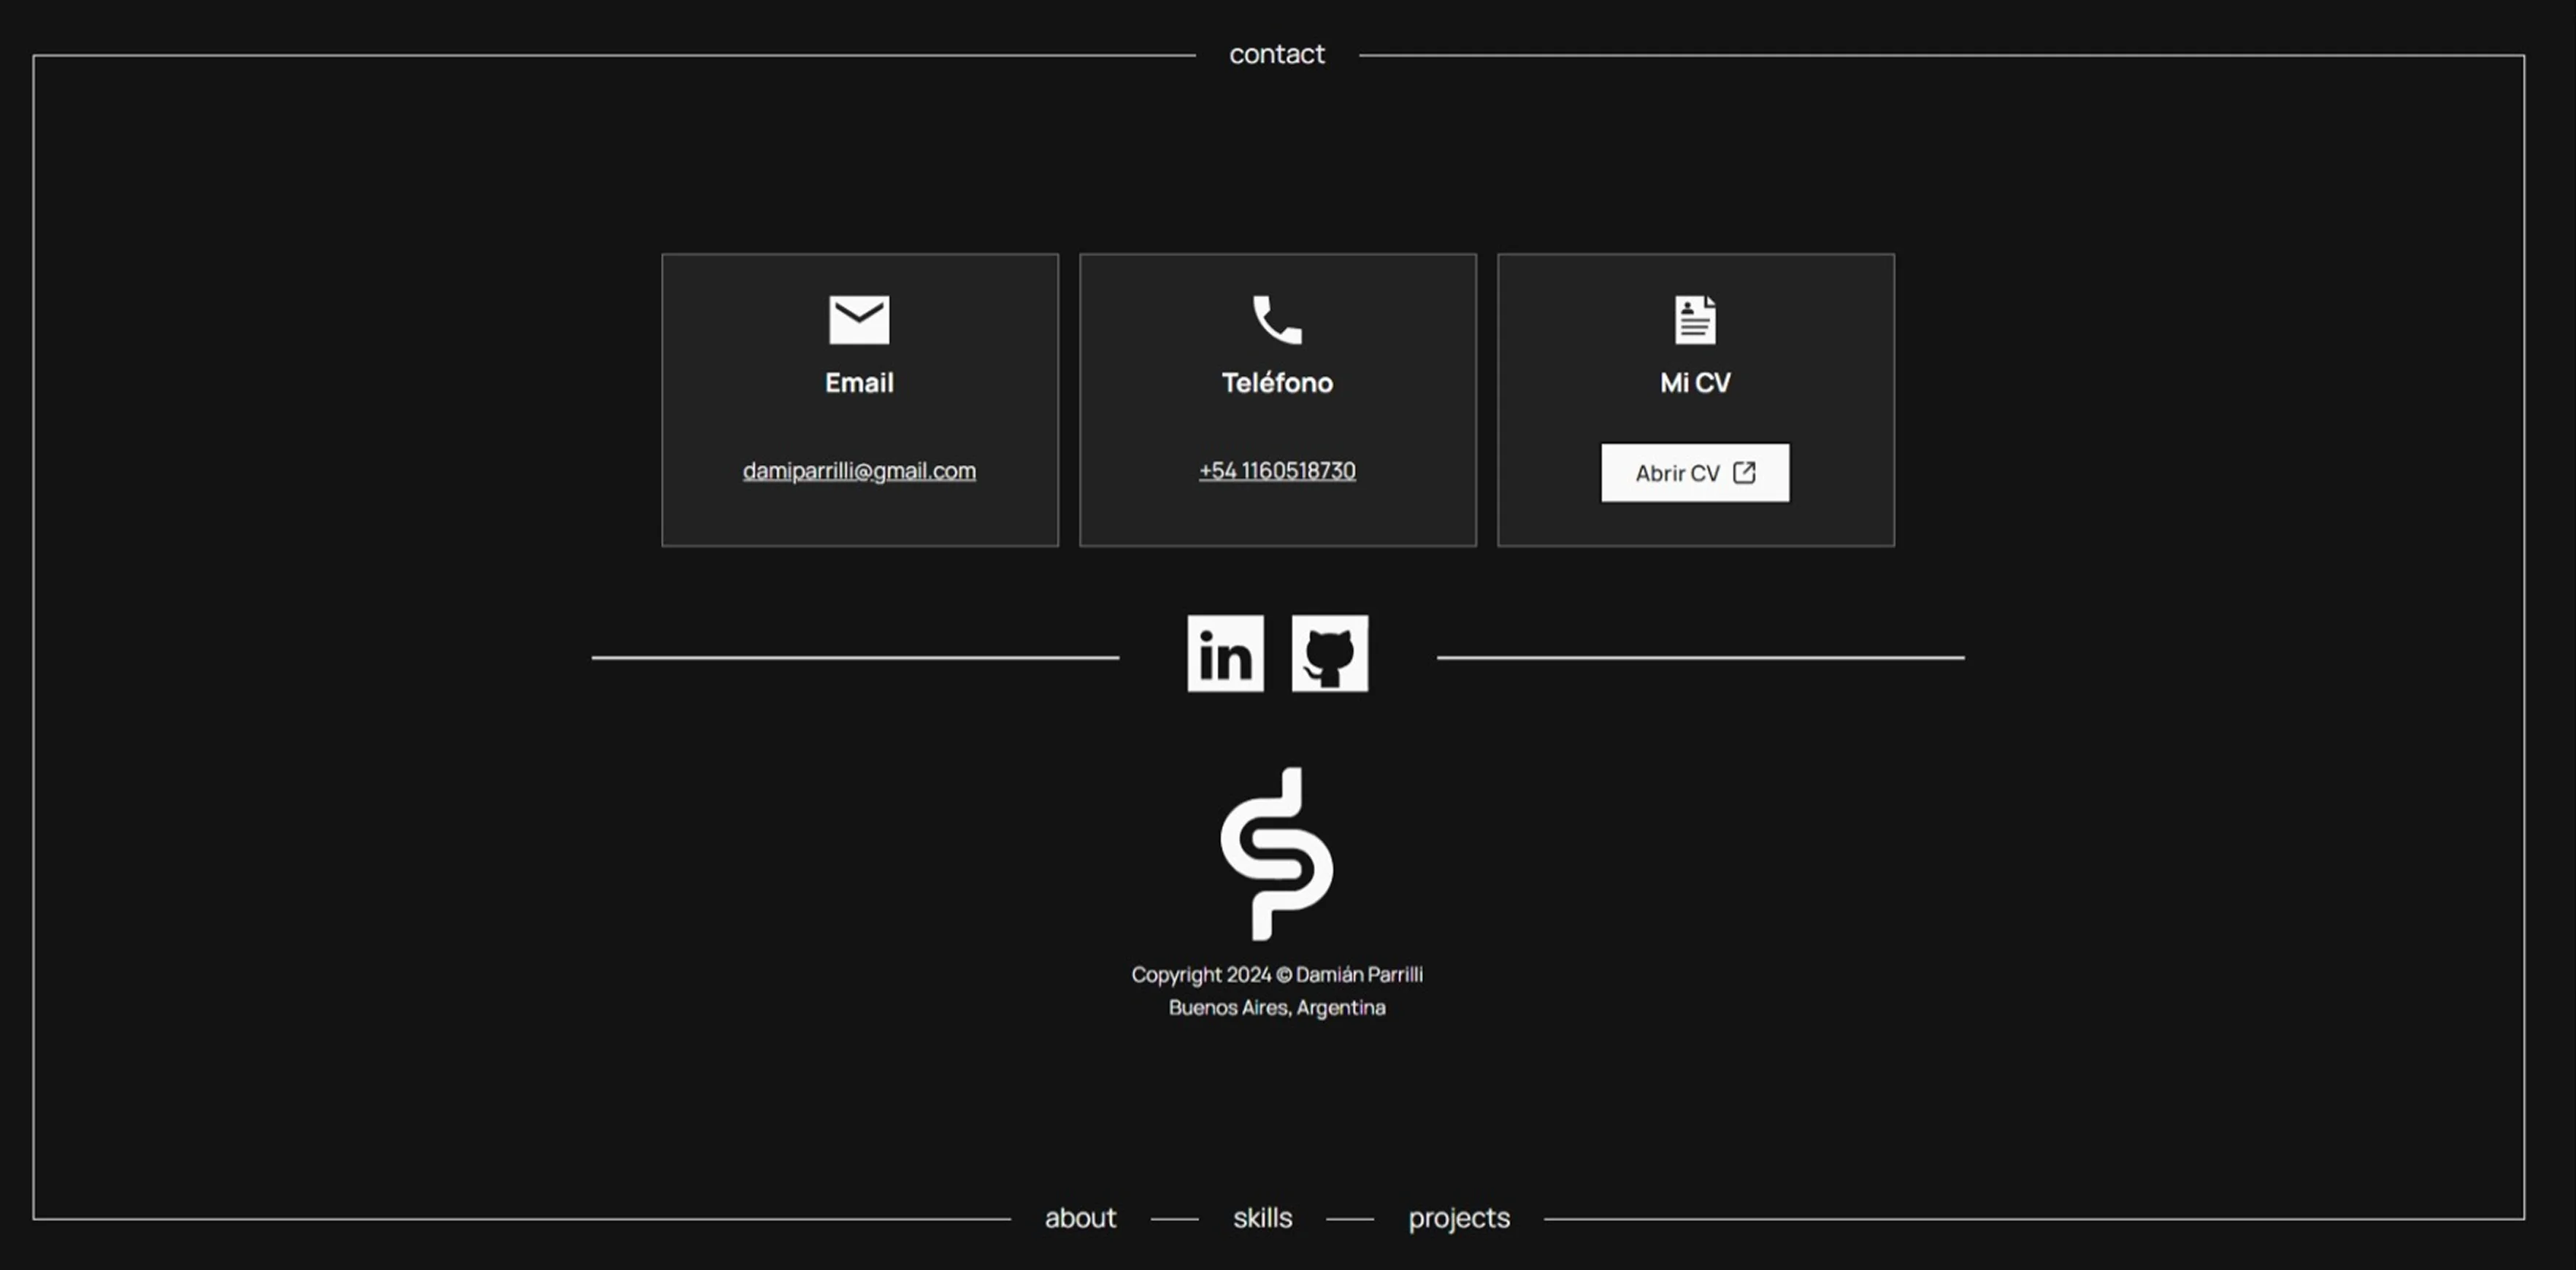 contact
Email
Teléfono
Mi CV
damiparrilli@gmail.com
+54 1160518730
Abrir CV
in
Copyright 2024 © Damián Parrilli
Buenos Aires, Argentina
about
skills
projects